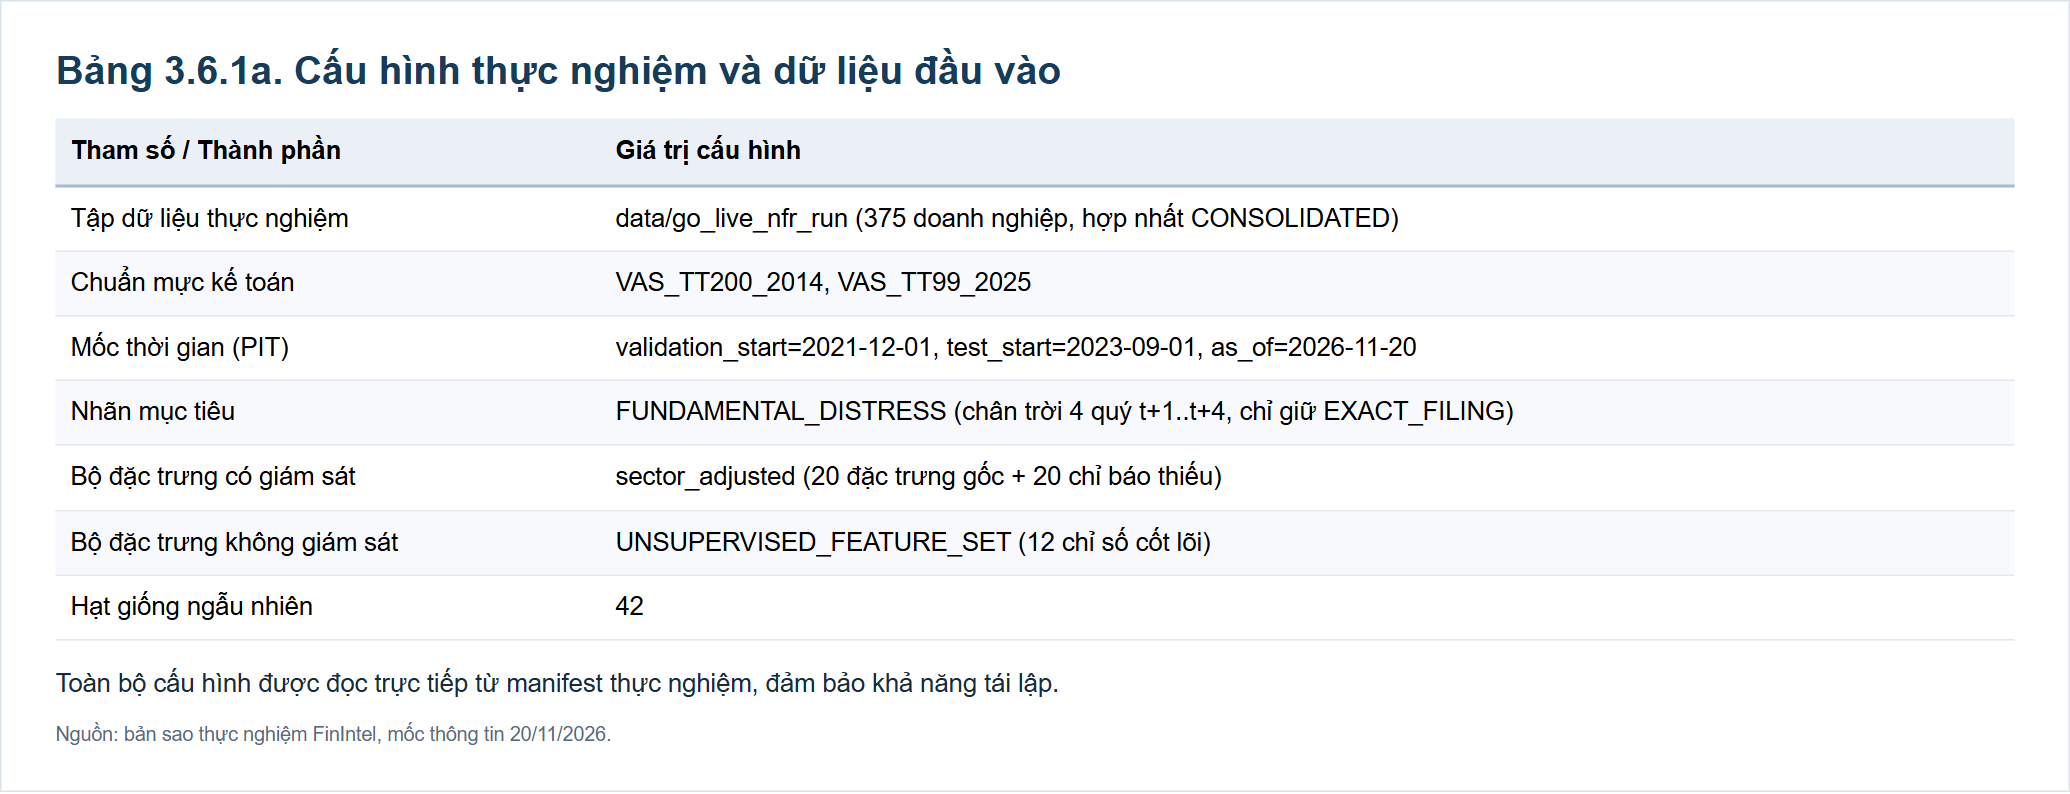 Bảng 3.6.1a. Cấu hình thực nghiệm và dữ liệu đầu vào
Tham số / Thành phần Giá trị cấu hình
Tập dữ liệu thực nghiệm data/go_live_nfr_run (375 doanh nghiệp, hợp nhất CONSOLIDATED)
Chuẩn mực kế toán VAS_TT200_2014, VAS_TT99_2025
Mốc thời gian (PIT) validation_start=2021-12-01, test_start=2023-09-01, as_of=2026-11-20
Nhãn mục tiêu FUNDAMENTAL_DISTRESS (chân trời 4 quý t+1..t+4, chỉ giữ EXACT_FILING)
Bộ đặc trưng có giám sát sector_adjusted (20 đặc trưng gốc + 20 chỉ báo thiếu)
Bộ đặc trưng không giám sát UNSUPERVISED_FEATURE_SET (12 chỉ số cốt lõi)
Hạt giống ngẫu nhiên 42
Toàn bộ cấu hình được đọc trực tiếp từ manifest thực nghiệm, đảm bảo khả năng tái lập.
Nguồn: bản sao thực nghiệm FinIntel, mốc thông tin 20/11/2026.